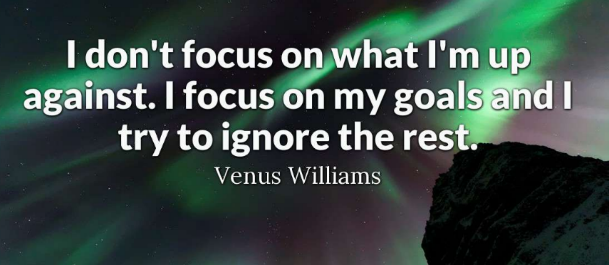 I don't focus on what I'm up
against. I focus on my goals and I
try to ignore the rest.
Venus Williams